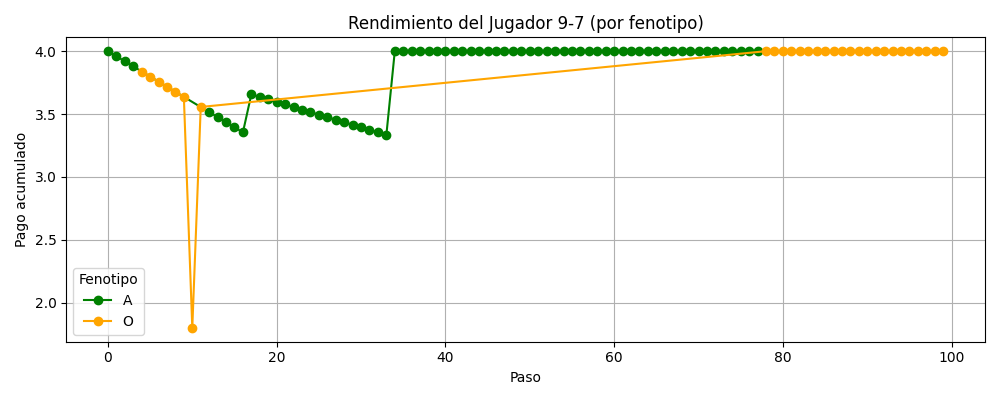 Rendimiento del Jugador 9-7 (por fenotipo)
Pago acumulado
4.0
3.5
3.0
2.5
2.0
Fenotipo
A
O
0 20 40 60 80 100
Paso